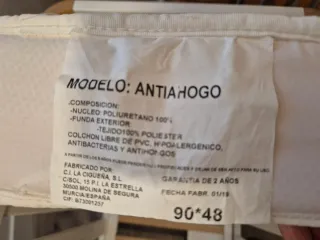 MODELO: ANTIAHOGO
COMPOSICION:
-NUCLEO: POLIURETANO 100%
-FUNDA EXTERIOR:
-TEJIDO100% POLIESTER
COLCHON LIBRE DE PVC, HIPOALERGENICO,
ANTIBACTERIAS Y ANTIHONGOS
FABRICADO POR:
C.I. LA CIGUEÑA, S.L.
C/SOL, 15 P.I. LA ESTRELLA
30500 MOLINA DE SEGURA
MURCIA/ESPAÑA
GARANTIA DE 2 AÑOS
FECHA FABR. 01/19
90*48